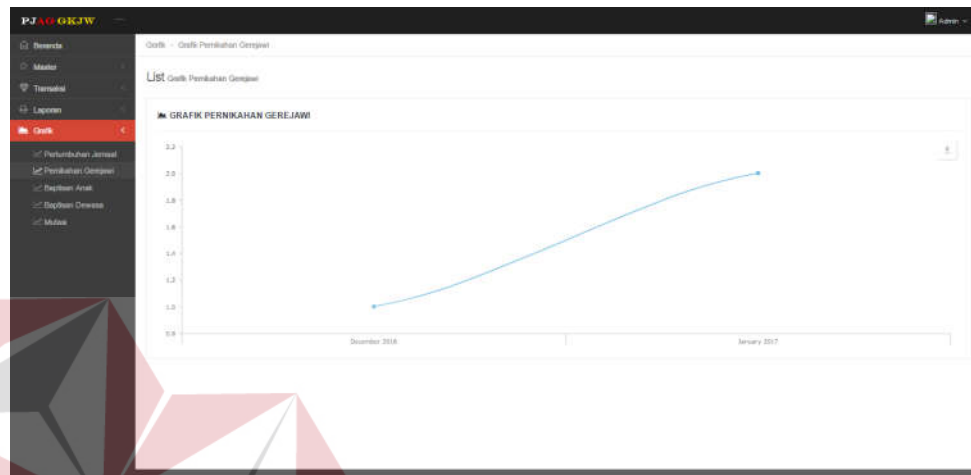 PJAG GKJW
Admin
Beranda
Master
Transaksi
Laporan
Grafik
Pertumbuhan Jemaat
Pernikahan Gerejawi
Baptisan Anak
Baptisan Dewasa
Mutasi
Grafik - Grafik Pernikahan Gerejawi
List Grafik Pernikahan Gerejawi
GRAFIK PERNIKAHAN GEREJAWI
2.2
2.0
1.8
1.6
1.4
1.2
1.0
0.8
December 2016
January 2017